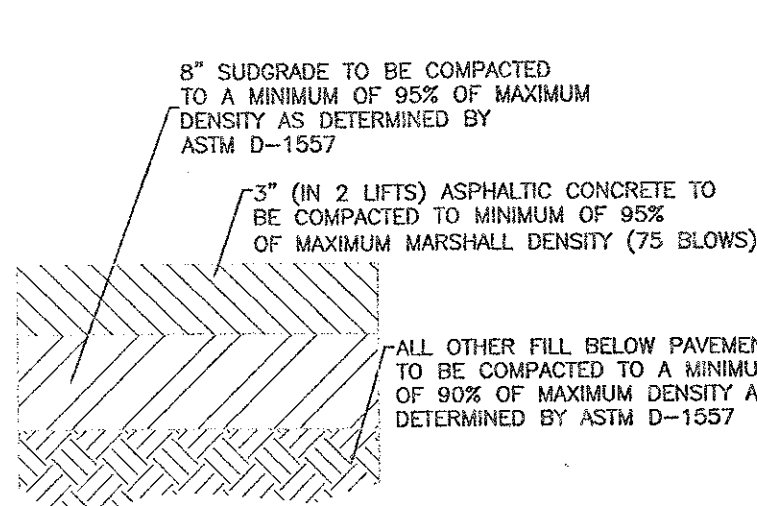 8" SUDGRADE TO BE COMPACTED
TO A MINIMUM OF 95% OF MAXIMUM
DENSITY AS DETERMINED BY
ASTM D-1557
3" (IN 2 LIFTS) ASPHALTIC CONCRETE TO
BE COMPACTED TO MINIMUM OF 95%
OF MAXIMUM MARSHALL DENSITY (75 BLOWS)
ALL OTHER FILL BELOW PAVEMEN
TO BE COMPACTED TO A MINIMU
OF 90% OF MAXIMUM DENSITY A
DETERMINED BY ASTM D-1557